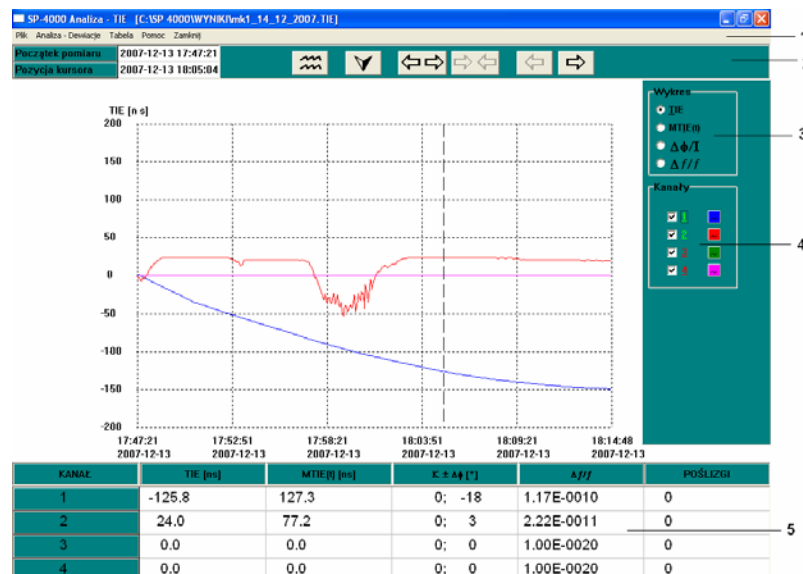 SP-4000 Analiza - TIE [C:\SP 4000\WYNIKI\mk1_14_12_2007.TIE]
Plik Analiza - Dewiacje Tabela Pomoc Zamknij
1
Początek pomiaru 2007-12-13 17:47:21
Pozycja kursora 2007-12-13 18:05:04
TIE [n s]
200
150
100
50
0
-50
-100
-150
-200
17:47:21 17:52:51 17:58:21 18:03:51 18:09:21 18:14:48
2007-12-13 2007-12-13 2007-12-13 2007-12-13 2007-12-13 2007-12-13
Wykres
TIE
MTIE(t)
Δϕ/T
Δf/f
3
Kanały
1 ...
2 ...
3 ...
4 ...
4
KANAŁ TIE [ns] MTIE(t) [ns] K ± Δϕ [°] Δf/f POŚLIZGI
1 -125.8 127.3 0; -18 1.17E-0010 0
2 24.0 77.2 0; 3 2.22E-0011 0
3 0.0 0.0 0; 0 1.00E-0020 0
4 0.0 0.0 0; 0 1.00E-0020 0
5